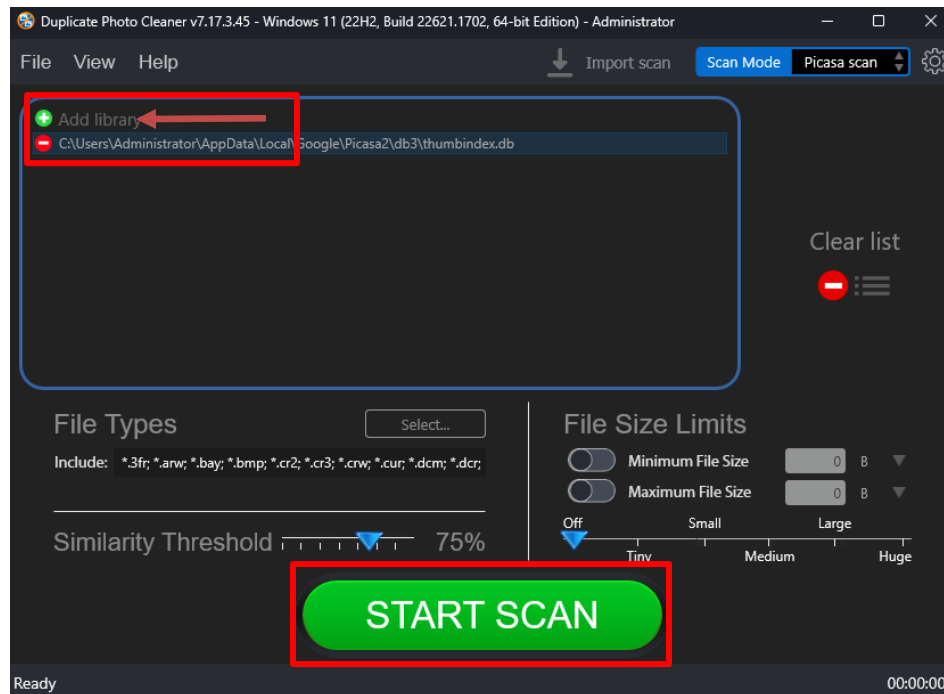 Duplicate Photo Cleaner v7.17.3.45 - Windows 11 (22H2, Build 22621.1702, 64-bit Edition) - Administrator
File View Help Import scan Scan Mode Picasa scan
Add library
C:\Users\Administrator\AppData\Local\Google\Picasa2\db3\thumbindex.db
Clear list
File Types Select...
Include: *.3fr; *.arw; *.bay; *.bmp; *.cr2; *.cr3; *.crw; *.cur; *.dcm; *.dcr;
Similarity Threshold 75%
File Size Limits
Minimum File Size 0 B
Maximum File Size 0 B
Off Small Large
Tiny Medium Huge
START SCAN
Ready 00:00:00